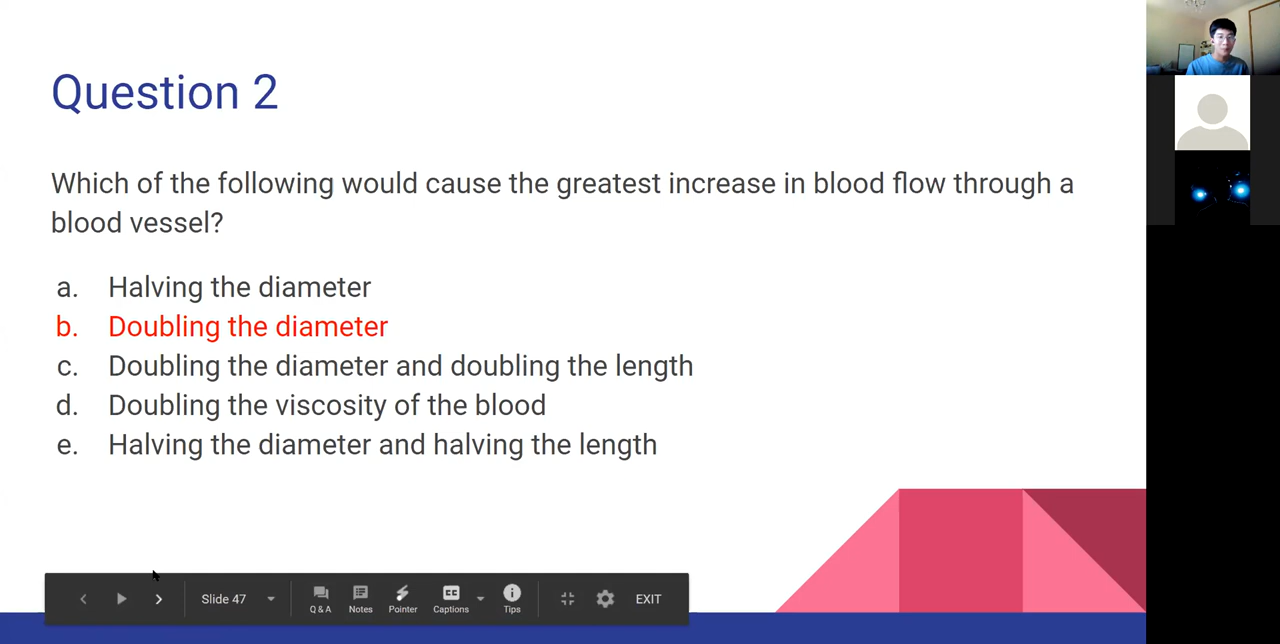 Question 2
Which of the following would cause the greatest increase in blood flow through a
blood vessel?
a. Halving the diameter
b. Doubling the diameter
c. Doubling the diameter and doubling the length
d. Doubling the viscosity of the blood
e. Halving the diameter and halving the length
Slide 47
Q & A
Notes
Pointer
CC
Captions
Tips
EXIT